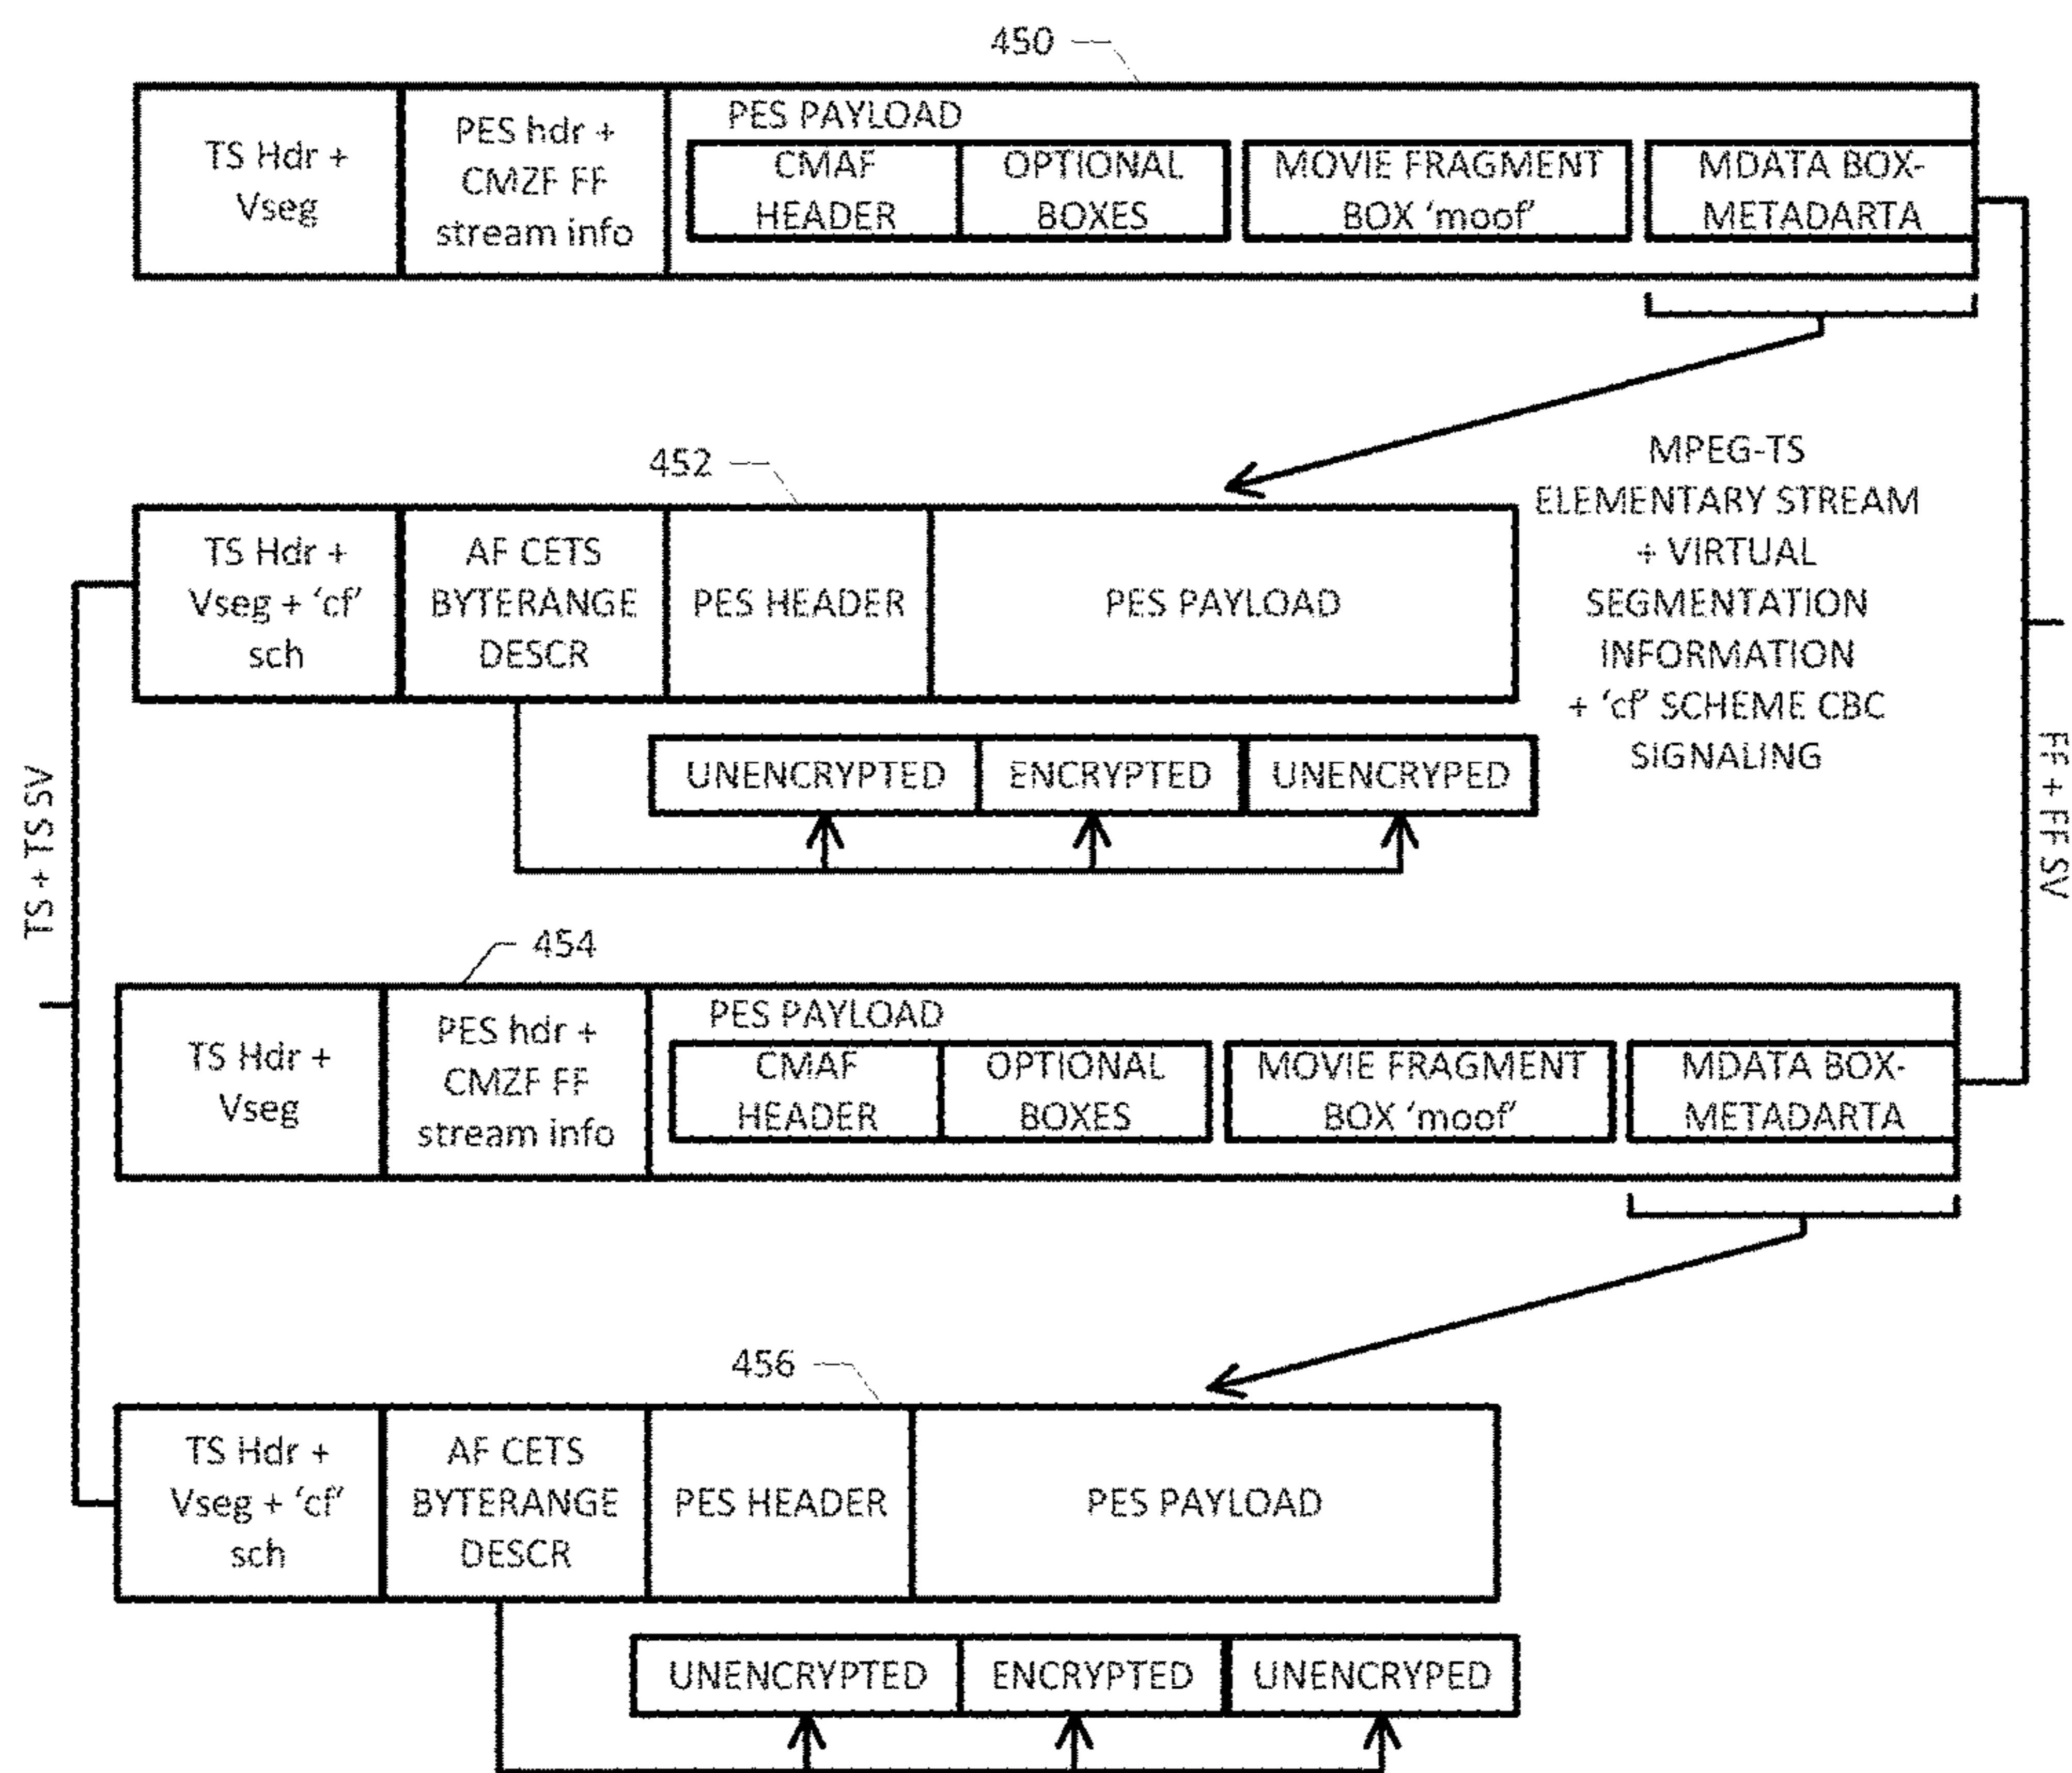 450
TS Hdr +
Vseg
PES hdr +
CMZF FF
stream info
PES PAYLOAD
CMAF
HEADER
OPTIONAL
BOXES
MOVIE FRAGMENT
BOX 'moof'
MDATA BOX-
METADARTA
452
TS Hdr +
Vseg + 'cf'
sch
AF CETS
BYTERANGE
DESCR
PES HEADER
PES PAYLOAD
MPEG-TS
ELEMENTARY STREAM
+ VIRTUAL
SEGMENTATION
INFORMATION
+ 'cf' SCHEME CBC
SIGNALING
UNENCRYPTED
ENCRYPTED
UNENCRYPED
TS + TS SV
FF + FF SV
454
TS Hdr +
Vseg
PES hdr +
CMZF FF
stream info
PES PAYLOAD
CMAF
HEADER
OPTIONAL
BOXES
MOVIE FRAGMENT
BOX 'moof'
MDATA BOX-
METADARTA
456
TS Hdr +
Vseg + 'cf'
sch
AF CETS
BYTERANGE
DESCR
PES HEADER
PES PAYLOAD
UNENCRYPTED
ENCRYPTED
UNENCRYPED